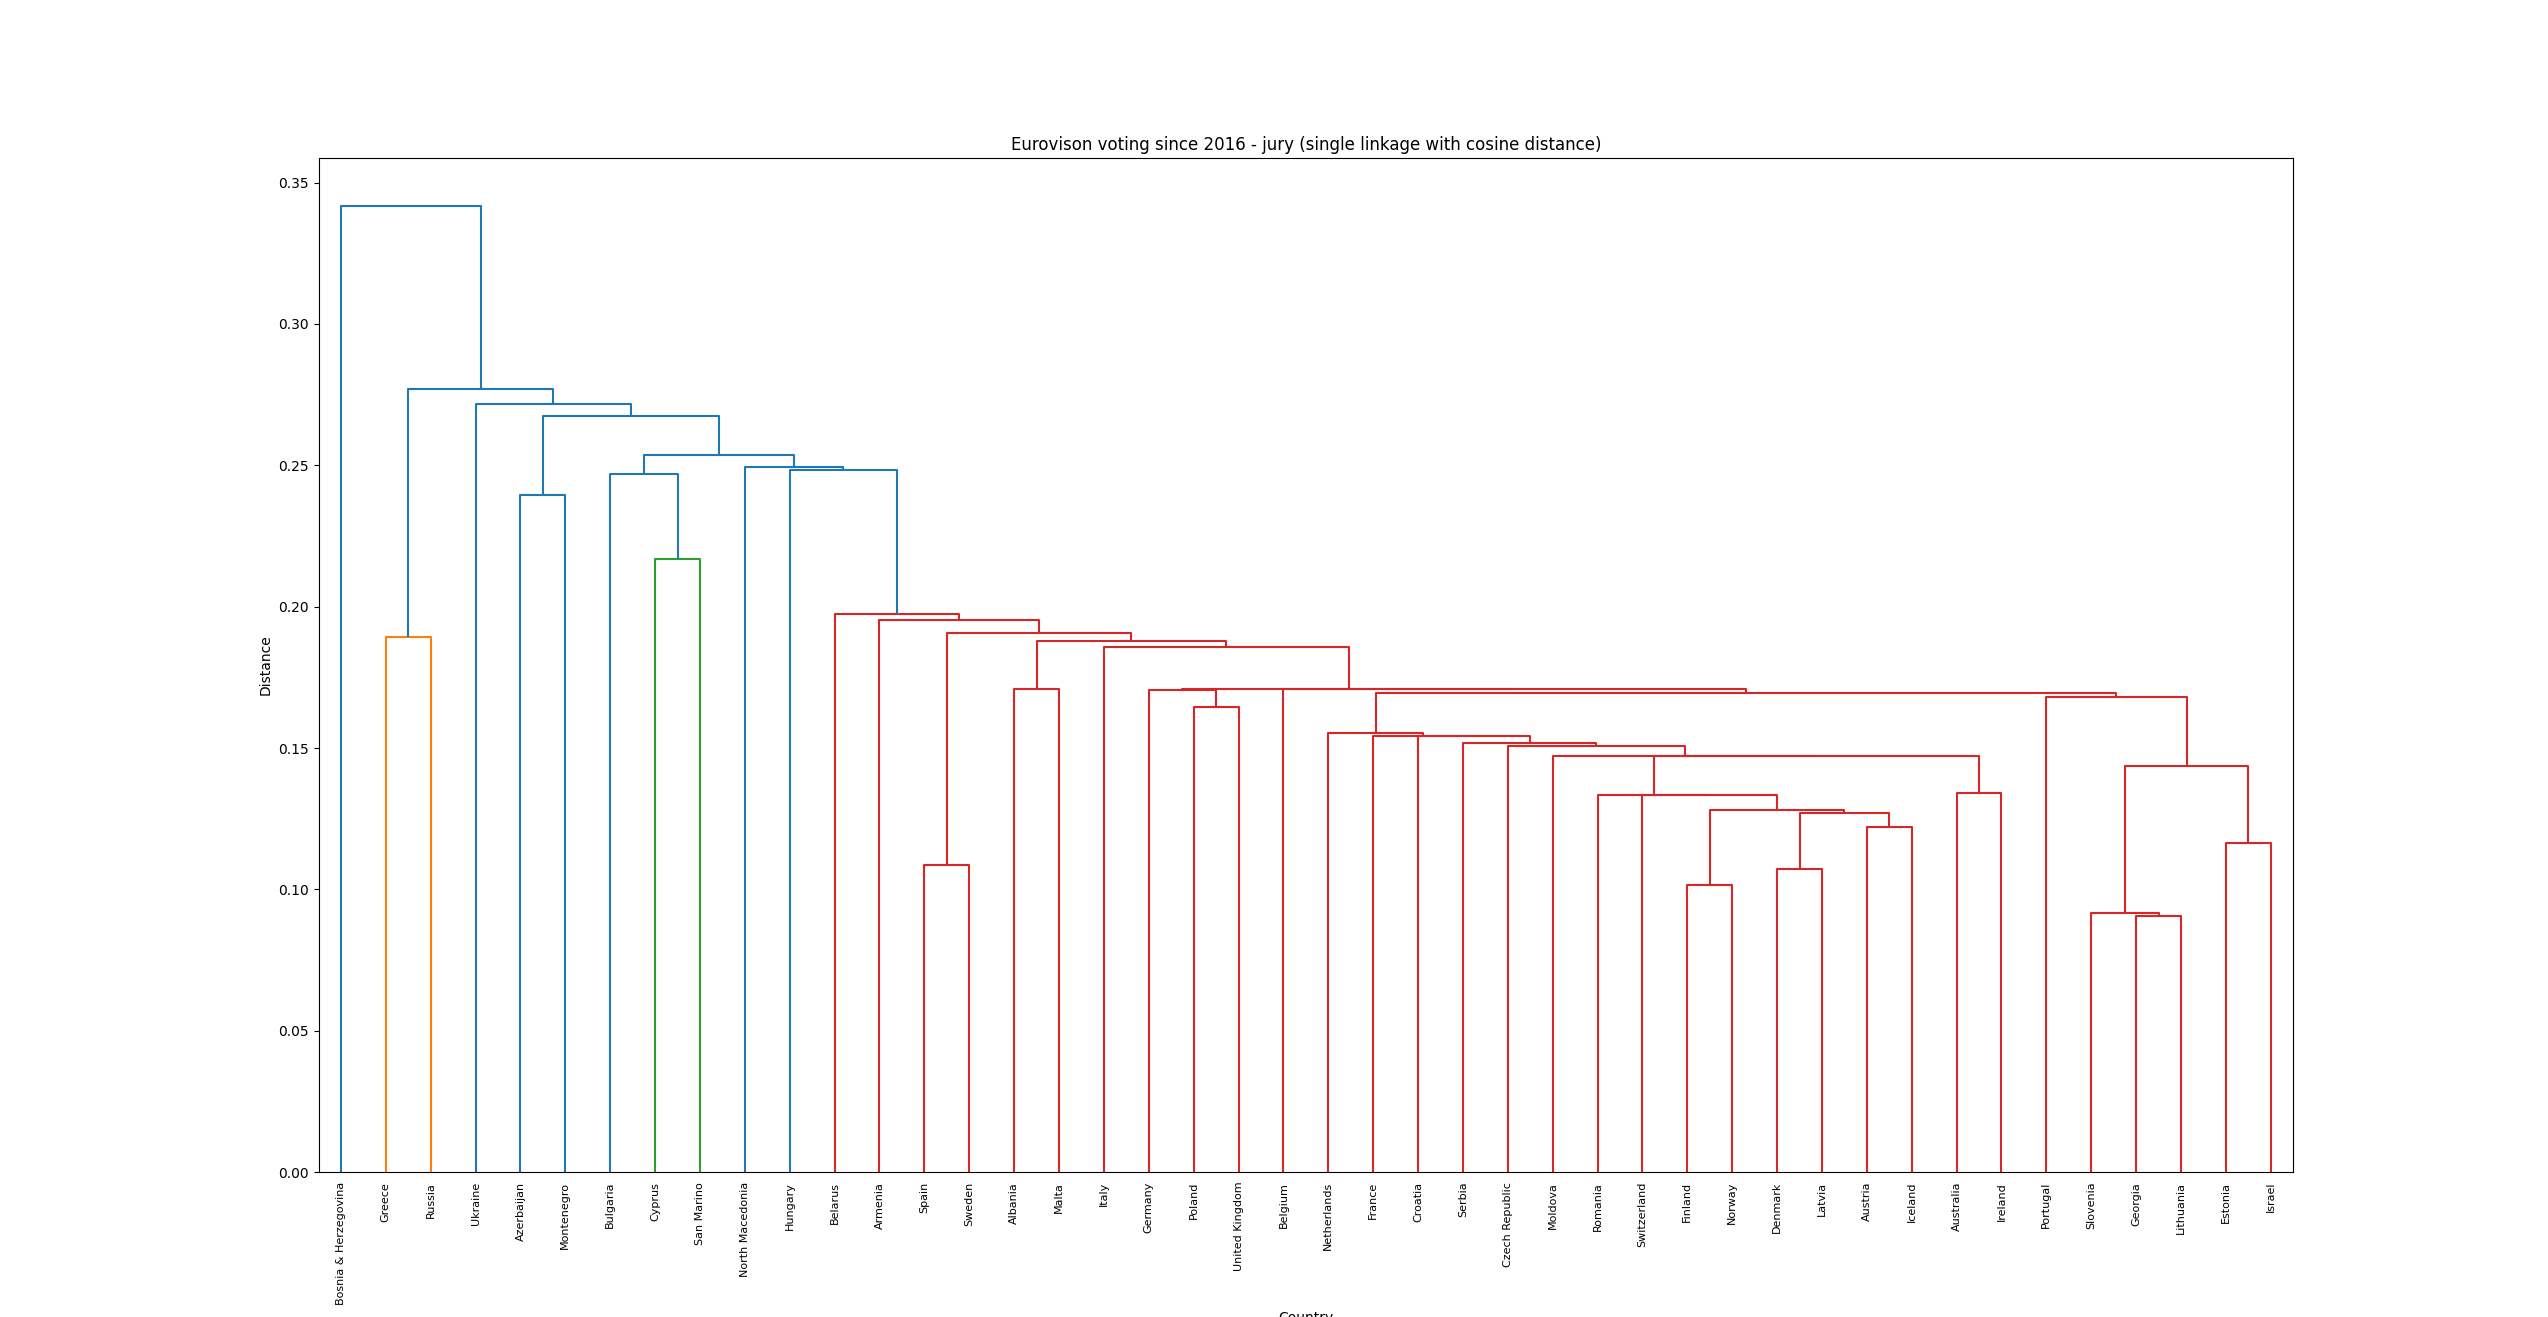 Eurovison voting since 2016 - jury (single linkage with cosine distance)
0.35
0.30
0.25
0.20
0.15
0.10
0.05
0.00
Distance
Bosnia & Herzegovina
Greece
Russia
Ukraine
Azerbaijan
Montenegro
Bulgaria
Cyprus
San Marino
North Macedonia
Hungary
Belarus
Armenia
Spain
Sweden
Albania
Malta
Italy
Germany
Poland
United Kingdom
Belgium
Netherlands
France
Croatia
Serbia
Czech Republic
Moldova
Romania
Switzerland
Finland
Norway
Denmark
Latvia
Austria
Iceland
Australia
Ireland
Portugal
Slovenia
Georgia
Lithuania
Estonia
Israel
Country